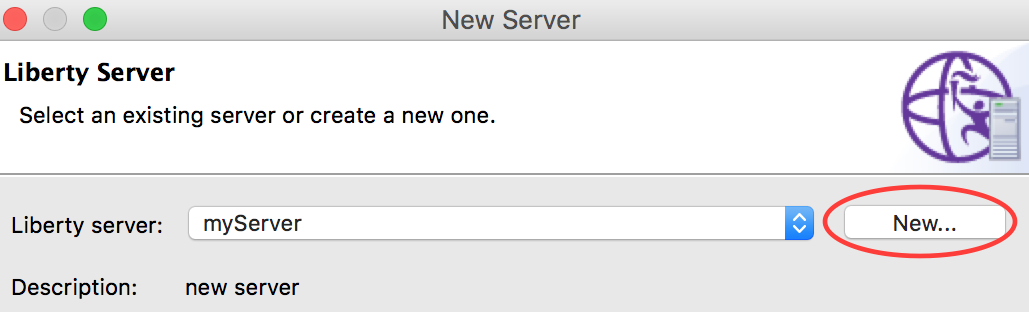 New Server
Liberty Server
Select an existing server or create a new one.
Liberty server: myServer New...
Description: new server